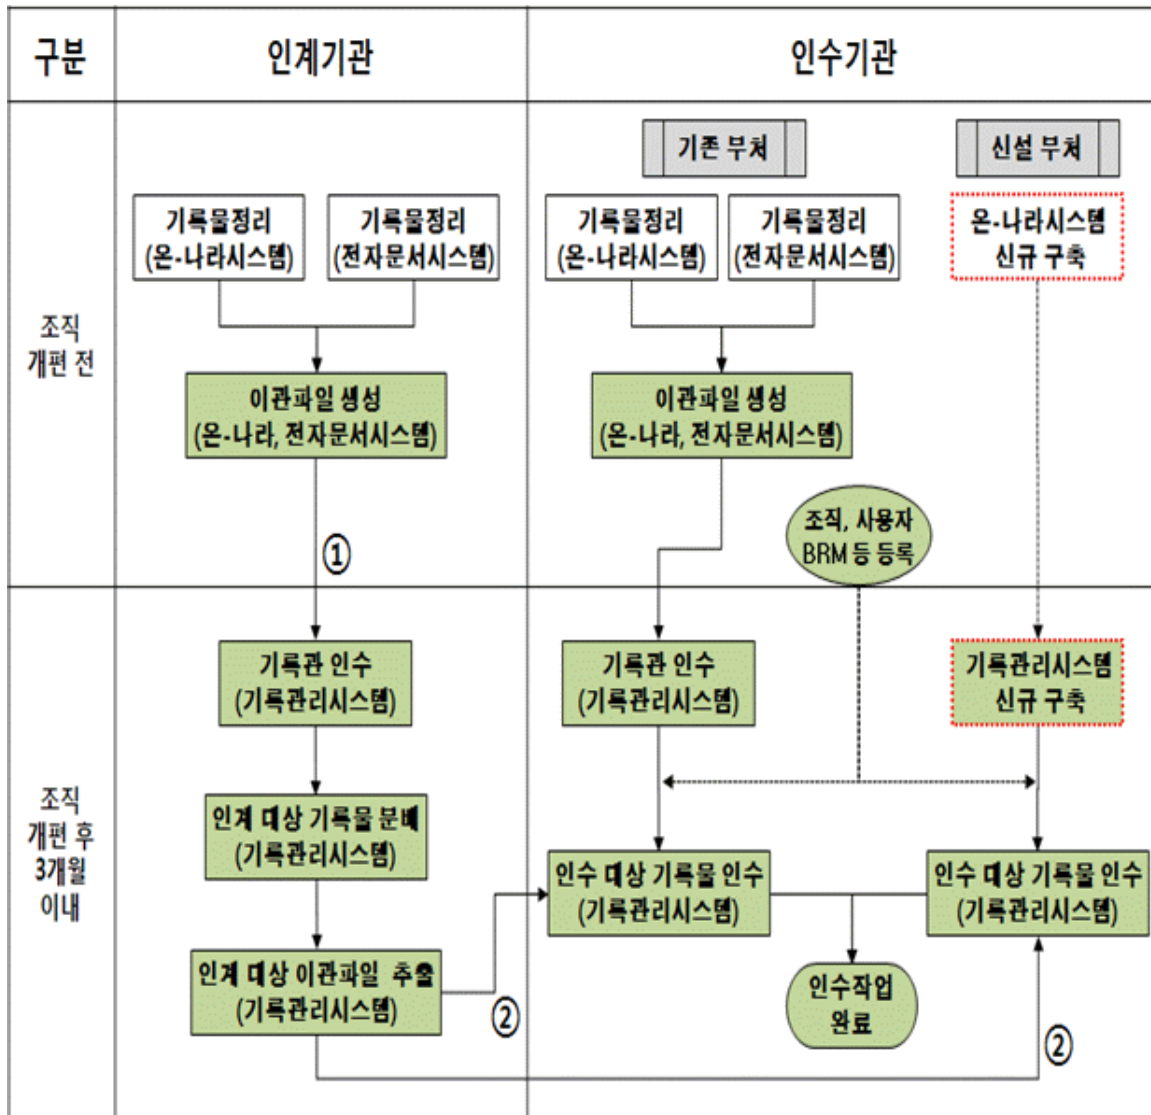 구분
인계기관
인수기관
기존 부처
신설 부처
기록물정리
(온-나라시스템)
기록물정리
(전자문서시스템)
기록물정리
(온-나라시스템)
기록물정리
(전자문서시스템)
온-나라시스템
신규 구축
조직
개편 전
이관파일 생성
(온-나라, 전자문서시스템)
이관파일 생성
(온-나라, 전자문서시스템)
조직, 사용자
BRM 등 등록
①
기록관 인수
(기록관리시스템)
기록관 인수
(기록관리시스템)
기록관리시스템
신규 구축
조직
개편 후
3개월
이내
인계 대상 기록물 분배
(기록관리시스템)
인수 대상 기록물 인수
(기록관리시스템)
인수 대상 기록물 인수
(기록관리시스템)
인계 대상 이관파일 추출
(기록관리시스템)
②
인수작업
완료
②